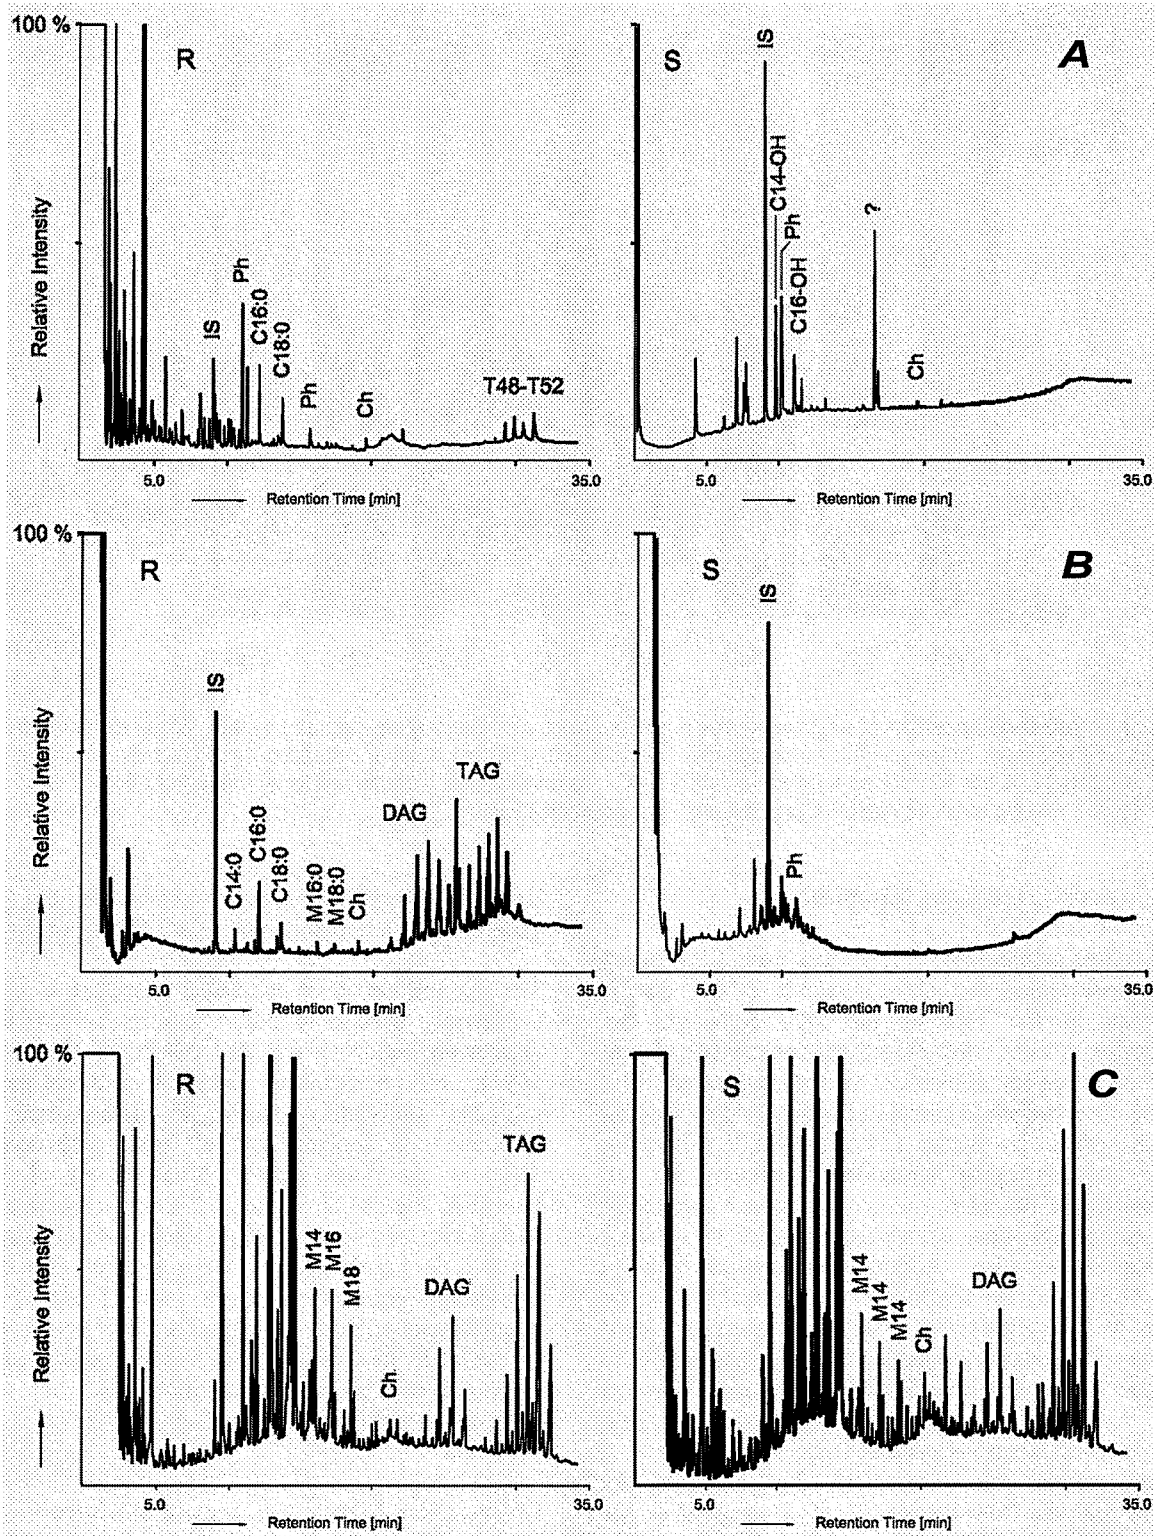 100 %
R
Relative Intensity
IS
Ph
C16:0
C18:0
Ph
Ch
T48-T52
5.0
35.0
Retention Time [min]
S
A
IS
C14-OH
Ph
C16-OH
?
Ch
5.0
35.0
Retention Time [min]
100 %
R
Relative Intensity
IS
C14:0
C16:0
C18:0
M16:0
M18:0
Ch
DAG
TAG
5.0
35.0
Retention Time [min]
S
B
IS
Ph
5.0
35.0
Retention Time [min]
100 %
R
Relative Intensity
M14
M16
M18
Ch
DAG
TAG
5.0
35.0
Retention Time [min]
S
C
M14
M14
M14
Ch
DAG
5.0
35.0
Retention Time [min]